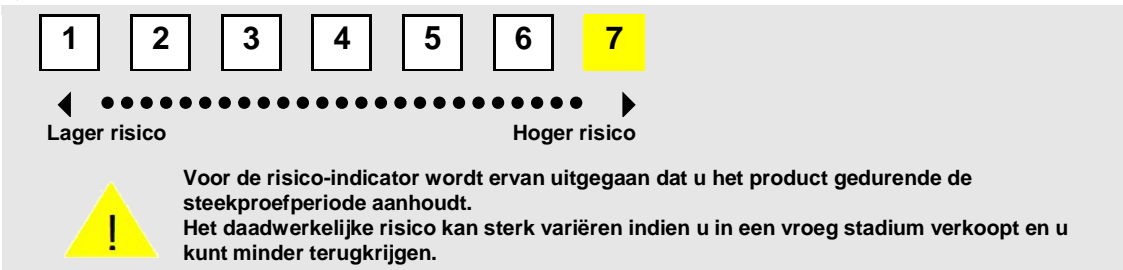 1 2 3 4 5 6 7
Lager risico Hoger risico
Voor de risico-indicator wordt ervan uitgegaan dat u het product gedurende de
steekproefperiode aanhoudt.
Het daadwerkelijke risico kan sterk variëren indien u in een vroeg stadium verkoopt en u
kunt minder terugkrijgen.
!